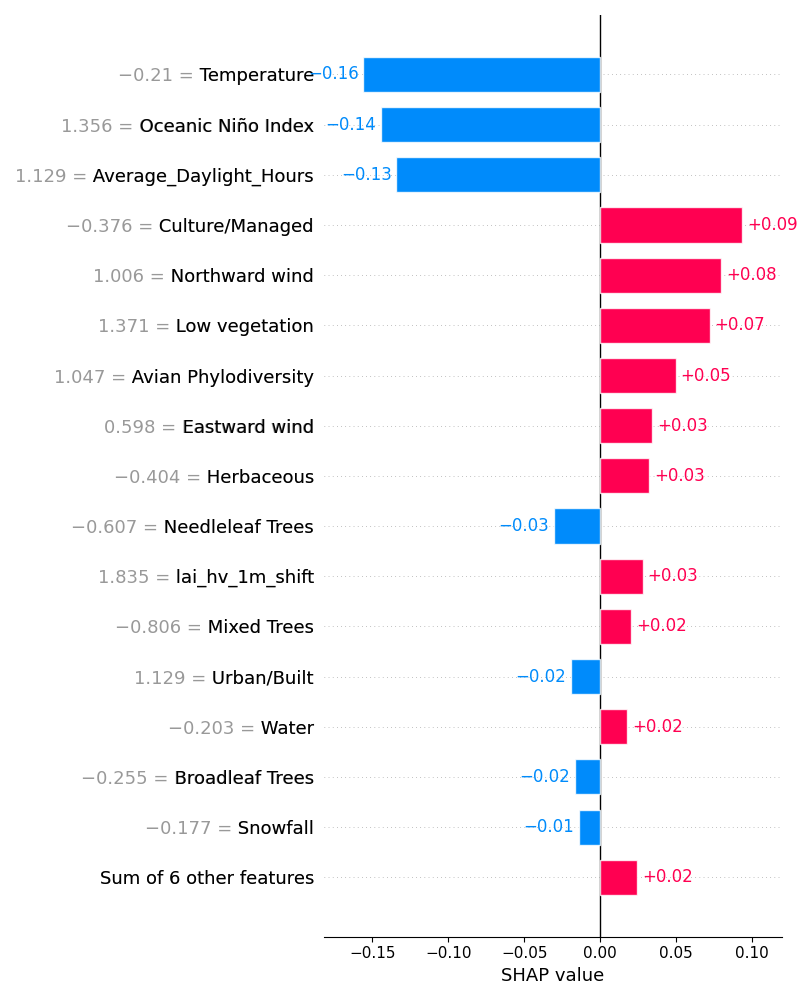 −0.21 = Temperature −0.16
1.356 = Oceanic Niño Index −0.14
1.129 = Average_Daylight_Hours −0.13
−0.376 = Culture/Managed +0.09
1.006 = Northward wind +0.08
1.371 = Low vegetation +0.07
1.047 = Avian Phylodiversity +0.05
0.598 = Eastward wind +0.03
−0.404 = Herbaceous +0.03
−0.607 = Needleleaf Trees −0.03
1.835 = lai_hv_1m_shift +0.03
−0.806 = Mixed Trees +0.02
1.129 = Urban/Built −0.02
−0.203 = Water +0.02
−0.255 = Broadleaf Trees −0.02
−0.177 = Snowfall −0.01
Sum of 6 other features +0.02
−0.15 −0.10 −0.05 0.00 0.05 0.10
SHAP value